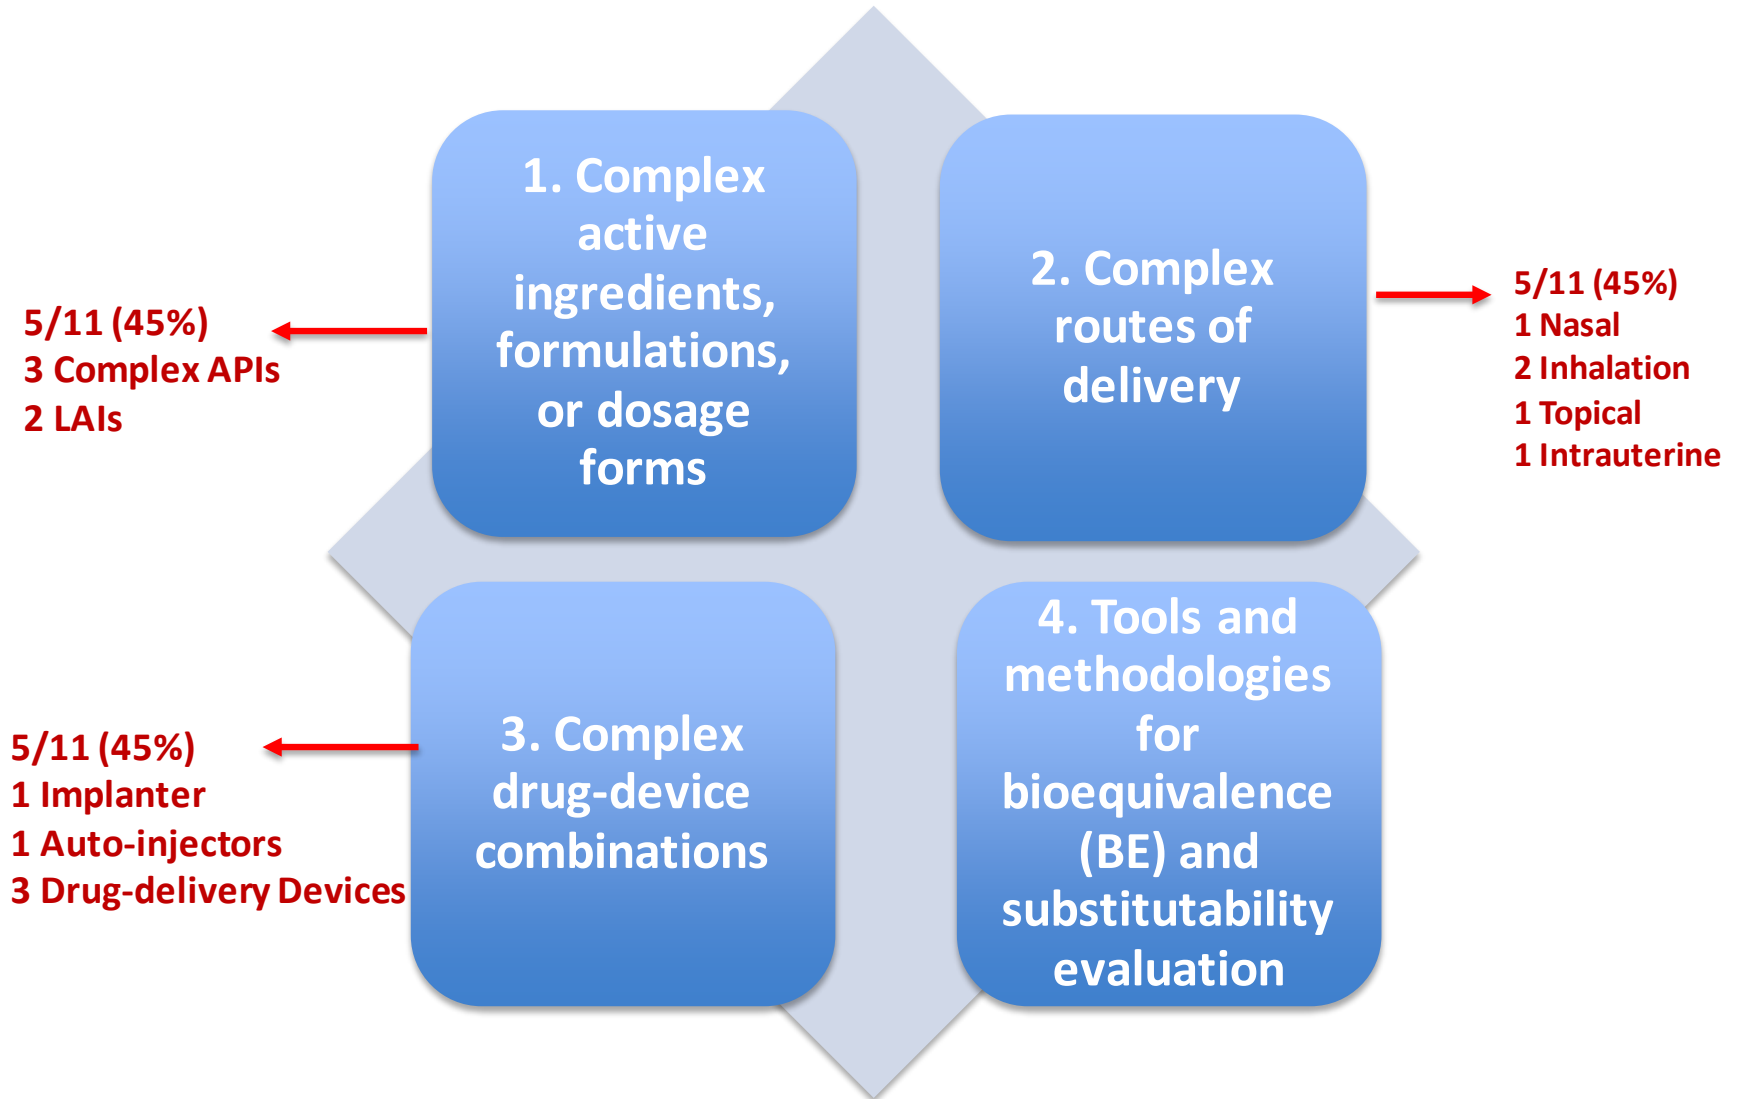 1. Complex
active
ingredients,
formulations,
or dosage
forms
5/11 (45%)
3 Complex APIs
2 LAIs
2. Complex
routes of
delivery
5/11 (45%)
1 Nasal
2 Inhalation
1 Topical
1 Intrauterine
3. Complex
drug-device
combinations
5/11 (45%)
1 Implanter
1 Auto-injectors
3 Drug-delivery Devices
4. Tools and
methodologies
for
bioequivalence
(BE) and
substitutability
evaluation